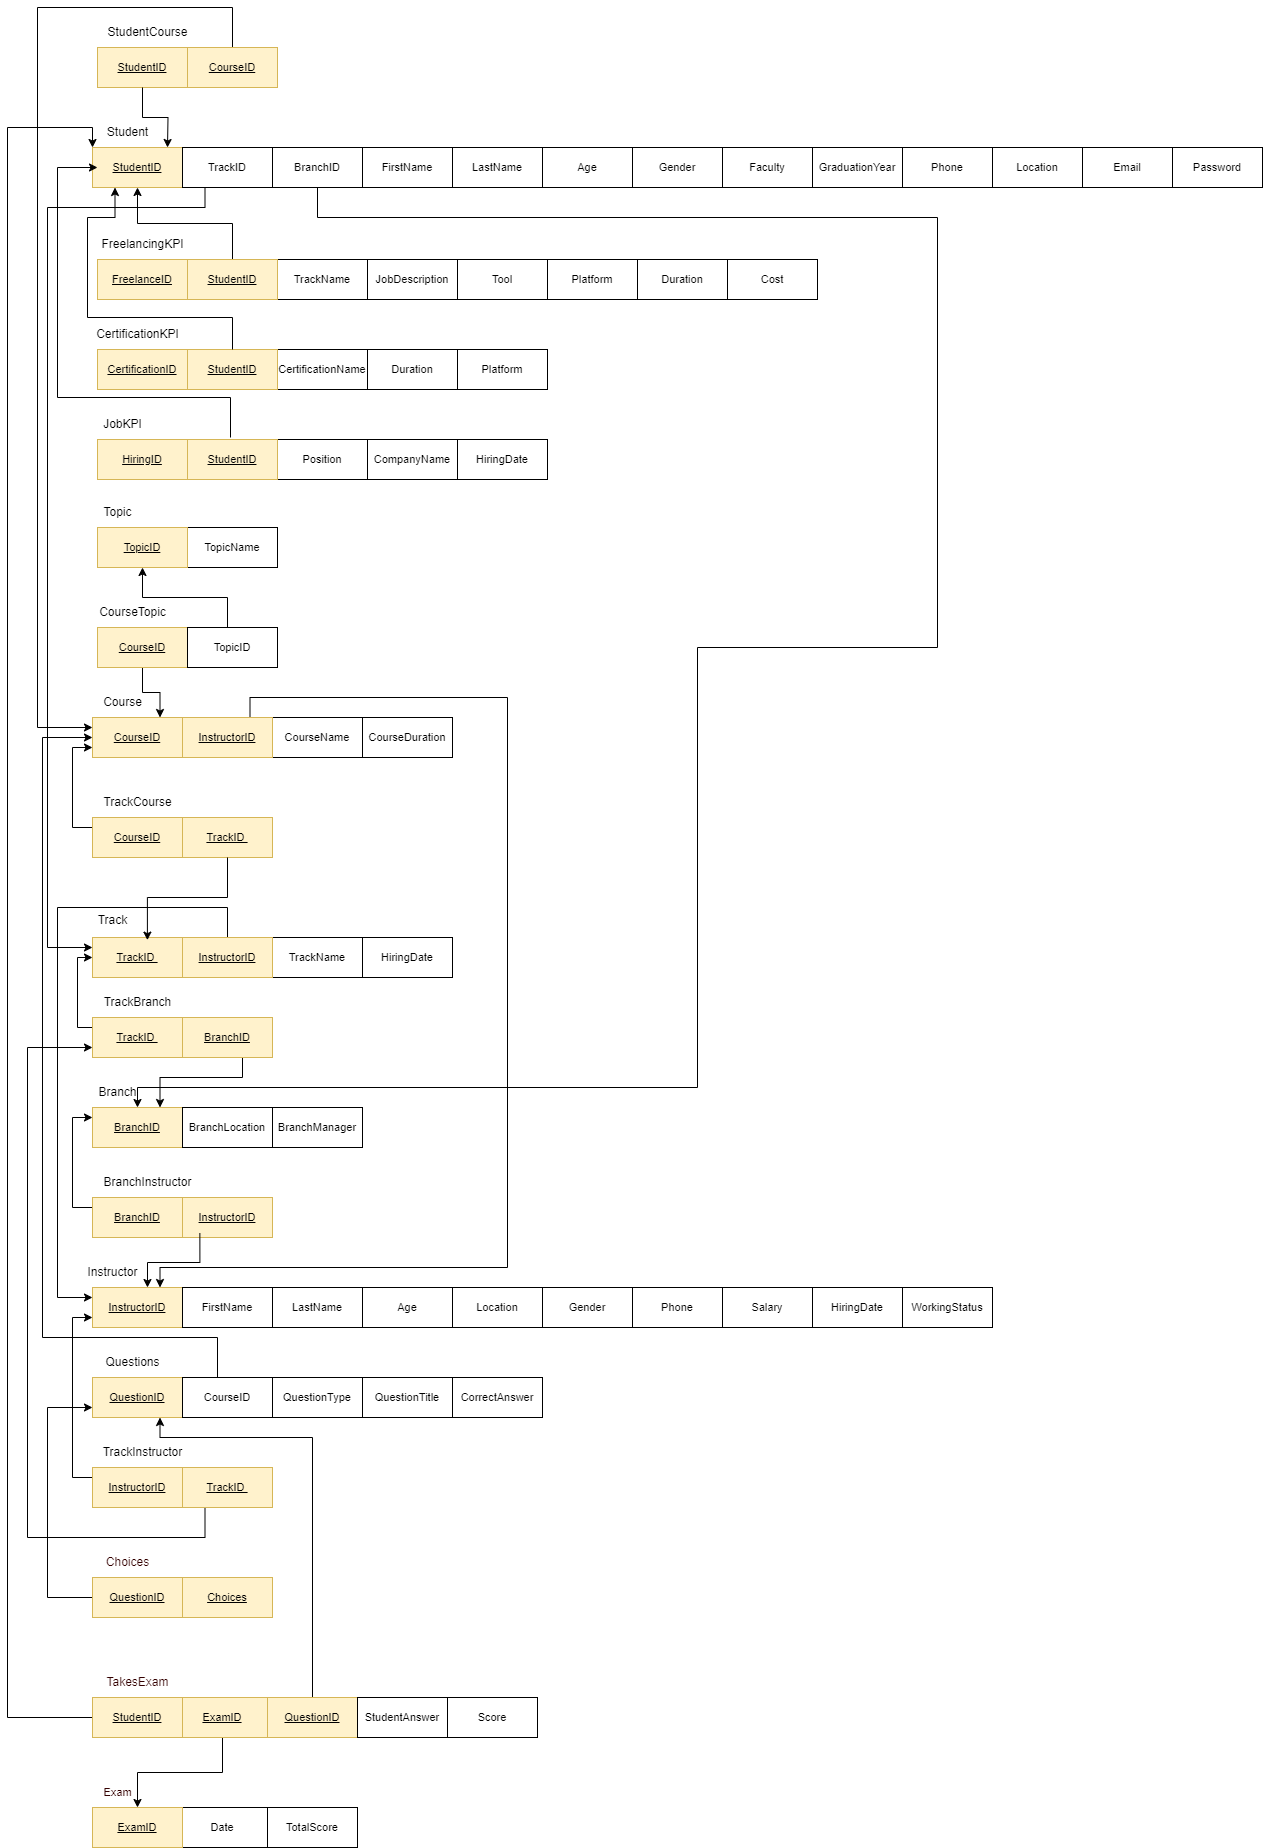 StudentCourse
StudentID CourseID
Student
StudentID TrackID BranchID FirstName LastName Age Gender Faculty GraduationYear Phone Location Email Password
FreelancingKPI
FreelanceID StudentID TrackName JobDescription Tool Platform Duration Cost
CertificationKPI
CertificationID StudentID CertificationName Duration Platform
JobKPI
HiringID StudentID Position CompanyName HiringDate
Topic
TopicID TopicName
CourseTopic
CourseID TopicID
Course
CourseID InstructorID CourseName CourseDuration
TrackCourse
CourseID TrackID
Track
TrackID InstructorID TrackName HiringDate
TrackBranch
TrackID BranchID
Branch
BranchID BranchLocation BranchManager
BranchInstructor
BranchID InstructorID
Instructor
InstructorID FirstName LastName Age Location Gender Phone Salary HiringDate WorkingStatus
Questions
QuestionID CourseID QuestionType QuestionTitle CorrectAnswer
TrackInstructor
InstructorID TrackID
Choices
QuestionID Choices
TakesExam
StudentID ExamID QuestionID StudentAnswer Score
Exam
ExamID Date TotalScore